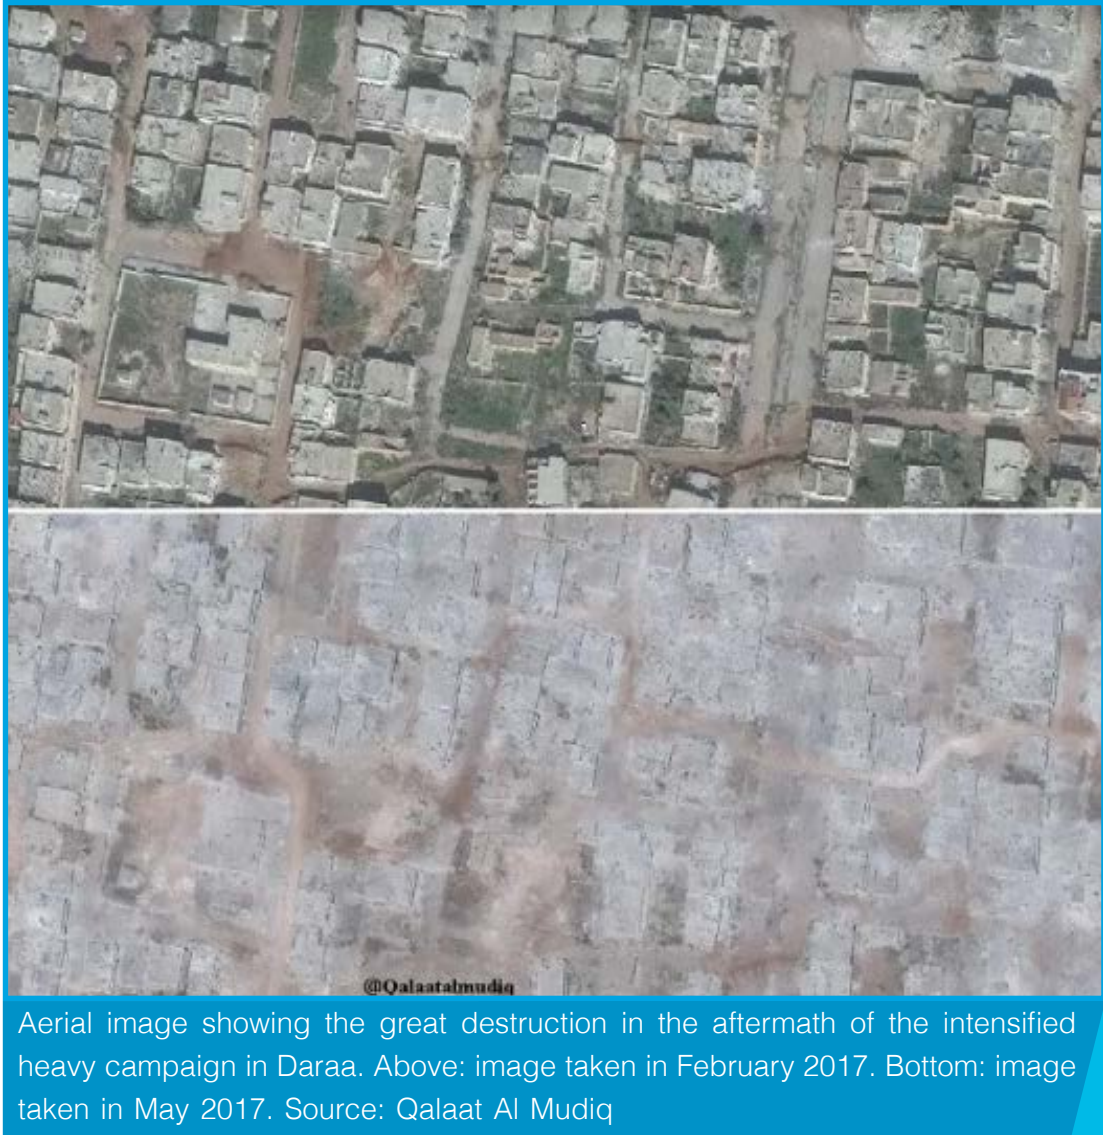 @Qalaatalmudiq
Aerial image showing the great destruction in the aftermath of the intensified
heavy campaign in Daraa. Above: image taken in February 2017. Bottom: image
taken in May 2017. Source: Qalaat Al Mudiq